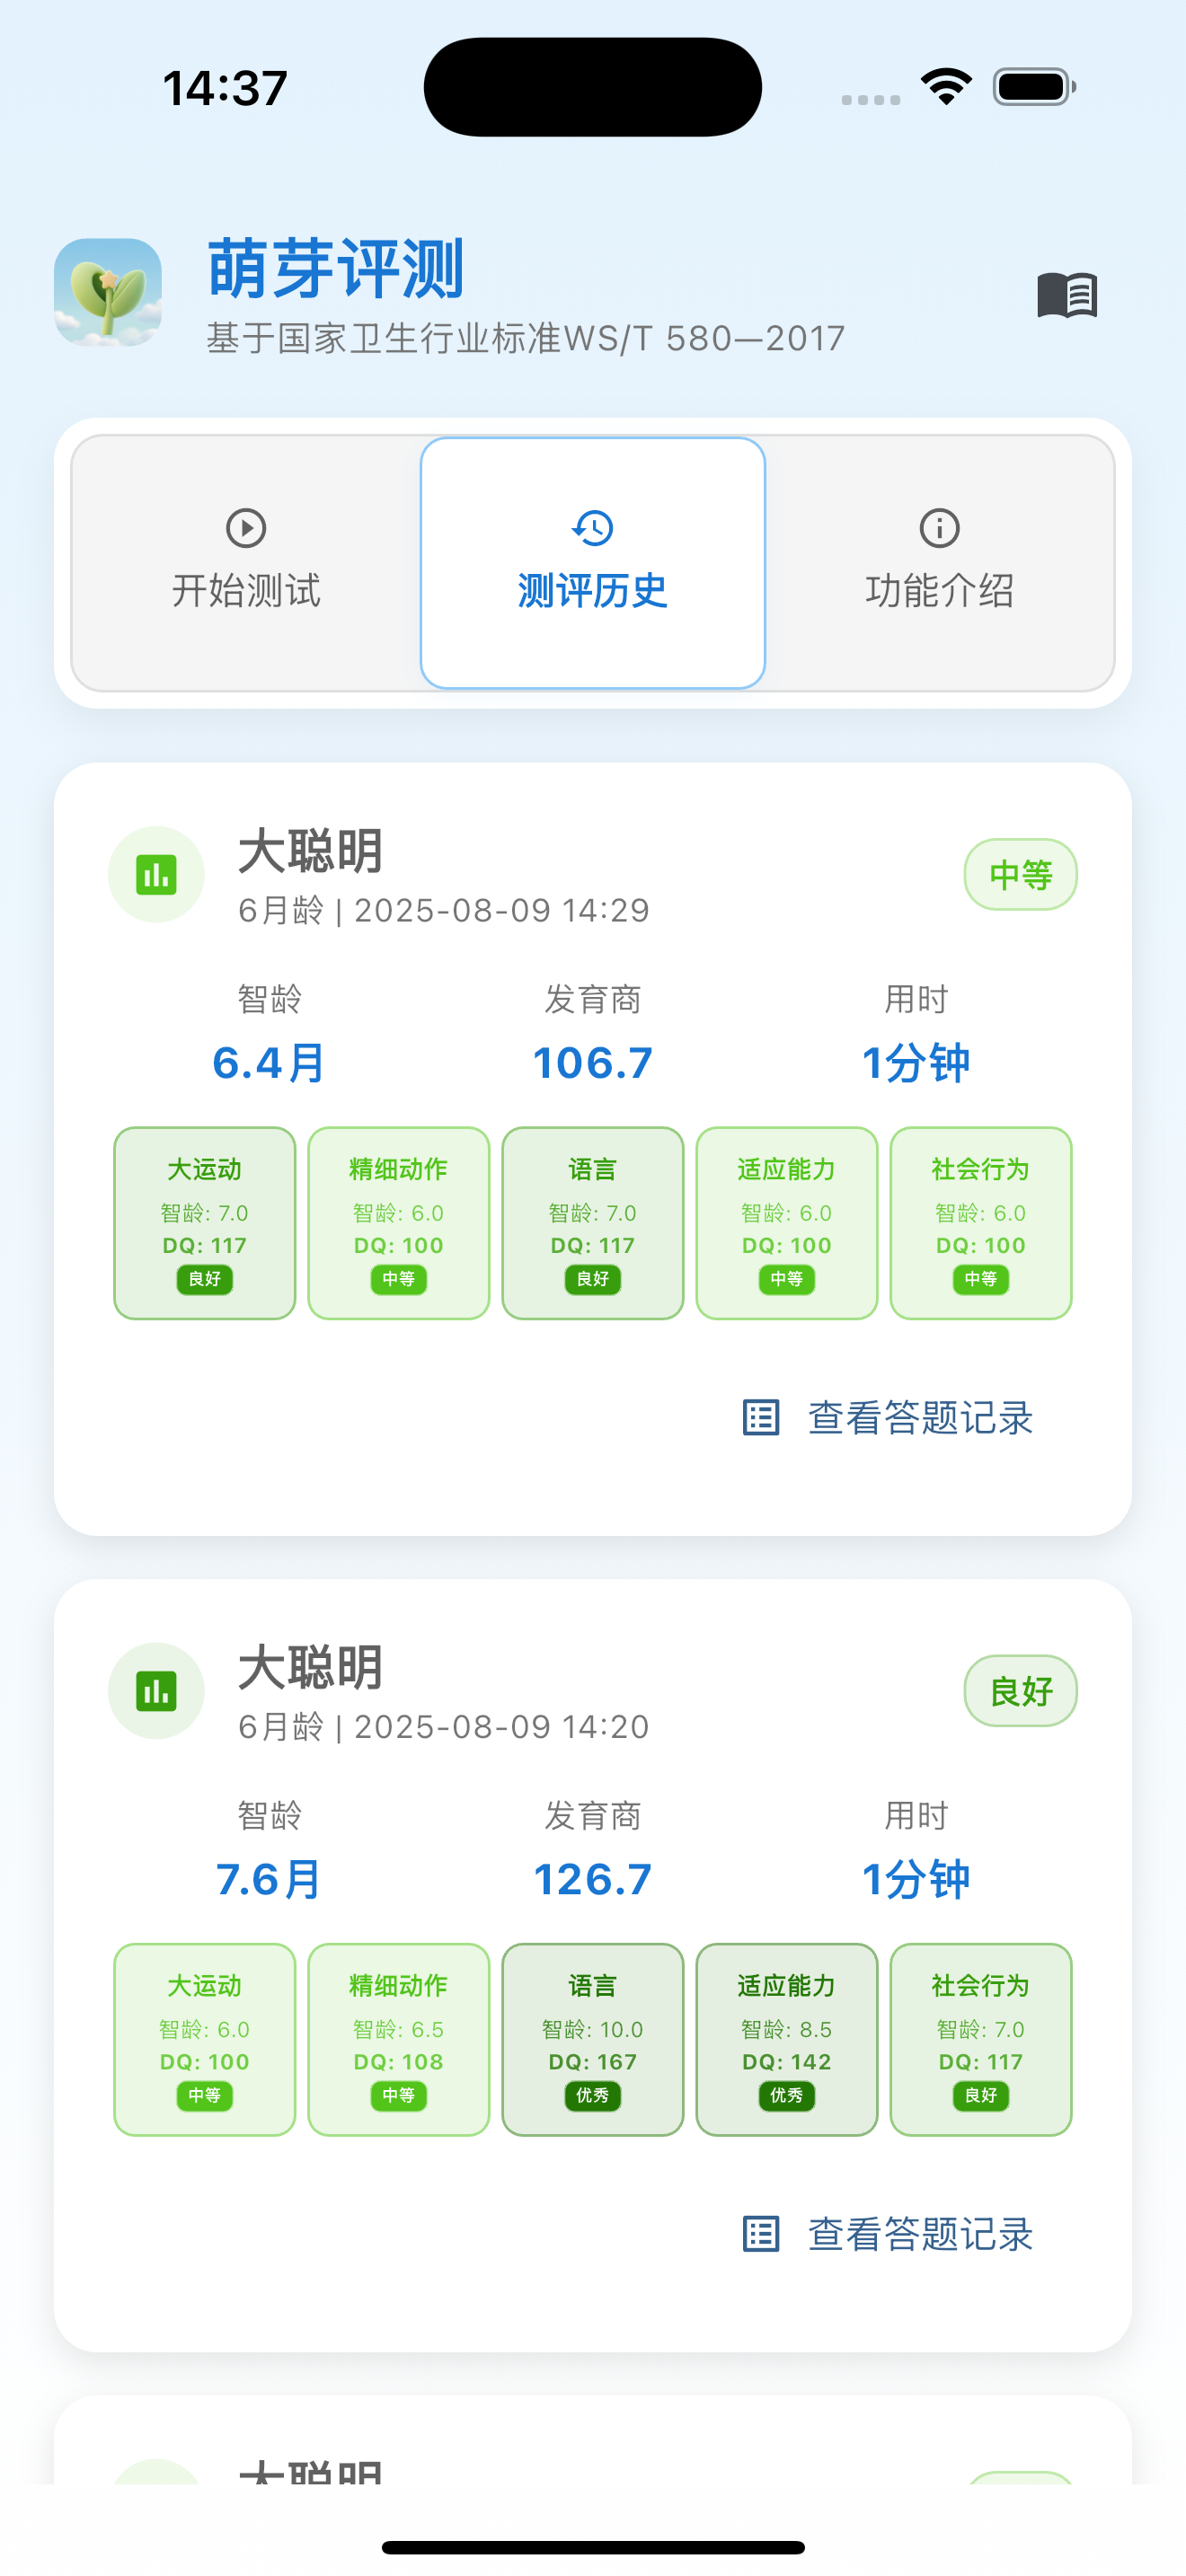 14:37
萌芽评测
基于国家卫生行业标准WS/T 580—2017
开始测试 测评历史 功能介绍
大聪明
中等
6月龄 | 2025-08-09 14:29
智龄 发育商 用时
6.4月 106.7 1分钟
大运动 精细动作 语言 适应能力 社会行为
智龄: 7.0 智龄: 6.0 智龄: 7.0 智龄: 6.0 智龄: 6.0
DQ: 117 DQ: 100 DQ: 117 DQ: 100 DQ: 100
良好 中等 良好 中等 中等
查看答题记录
大聪明
良好
6月龄 | 2025-08-09 14:20
智龄 发育商 用时
7.6月 126.7 1分钟
大运动 精细动作 语言 适应能力 社会行为
智龄: 6.0 智龄: 6.5 智龄: 10.0 智龄: 8.5 智龄: 7.0
DQ: 100 DQ: 108 DQ: 167 DQ: 142 DQ: 117
中等 中等 优秀 优秀 良好
查看答题记录
大聪明